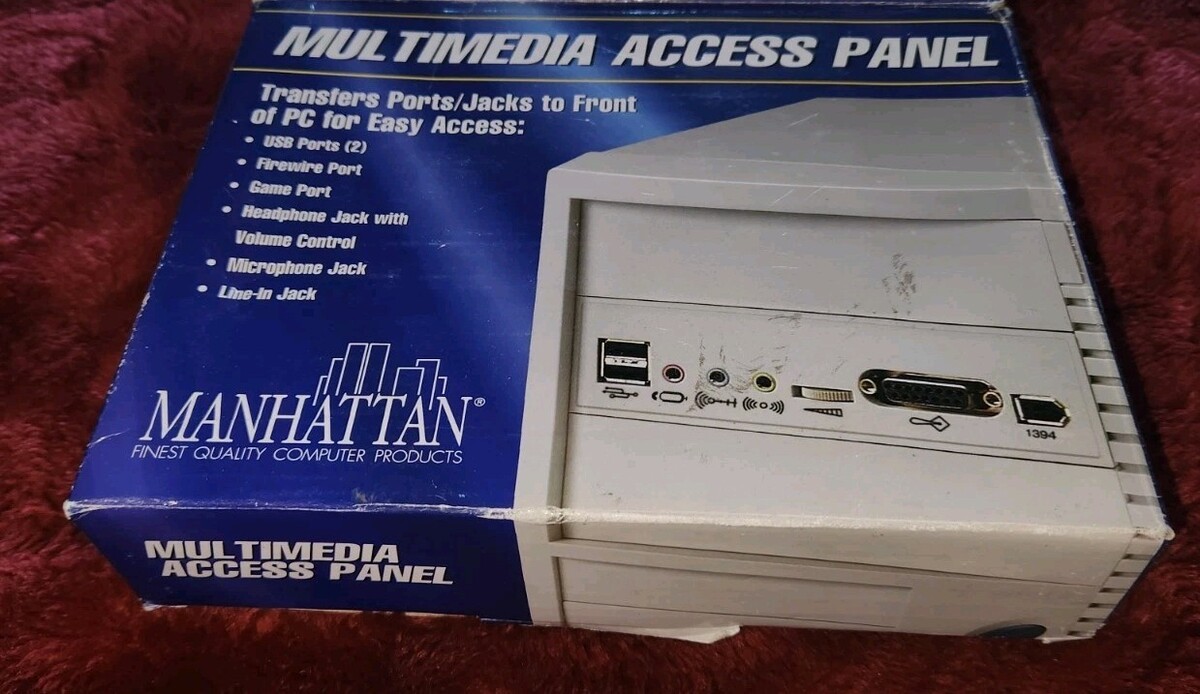 MULTIMEDIA ACCESS PANEL
Transfers Ports/Jacks to Front
of PC for Easy Access:
• USB Ports (2)
• Firewire Port
• Game Port
• Headphone Jack with
Volume Control
• Microphone Jack
• Line-In Jack
MANHATTAN®
FINEST QUALITY COMPUTER PRODUCTS
1394
MULTIMEDIA
ACCESS PANEL